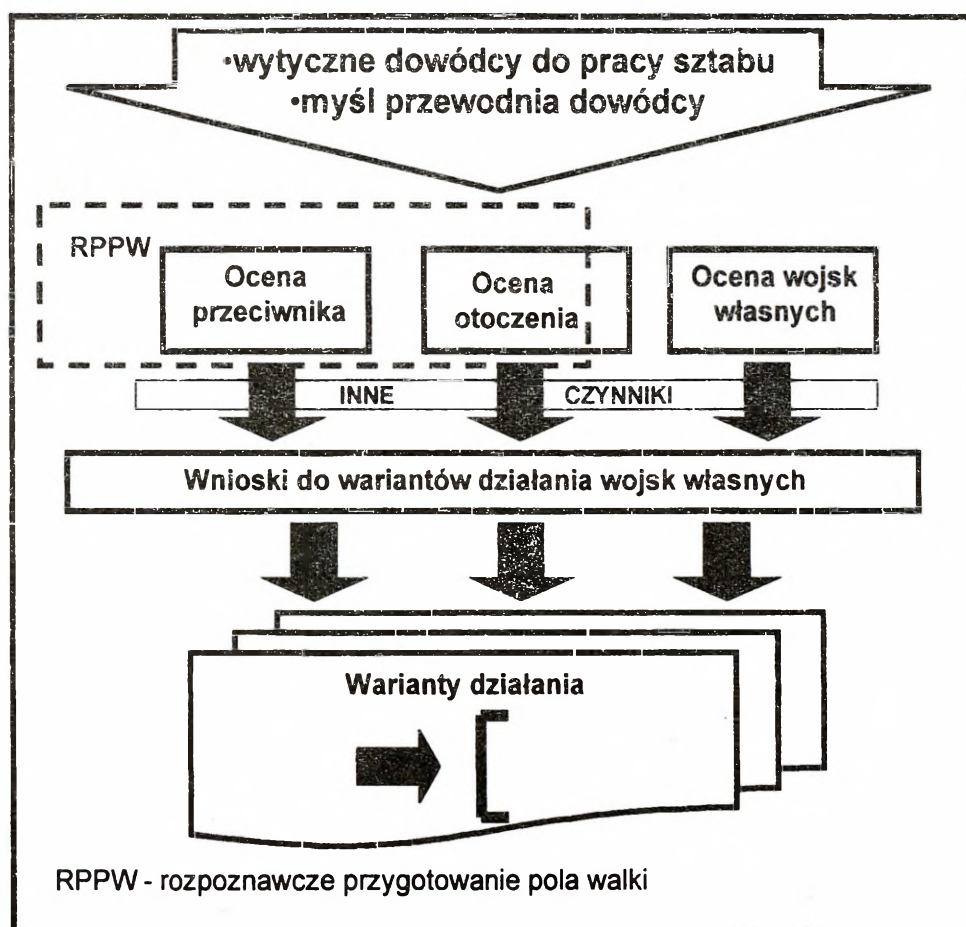 •wytyczne dowódcy do pracy sztabu
•myśl przewodnia dowódcy
RPPW
Ocena
przeciwnika
Ocena
otoczenia
Ocena wojsk
własnych
INNE CZYNNIKI
Wnioski do wariantów działania wojsk własnych
Warianty działania
RPPW - rozpoznawcze przygotowanie pola walki